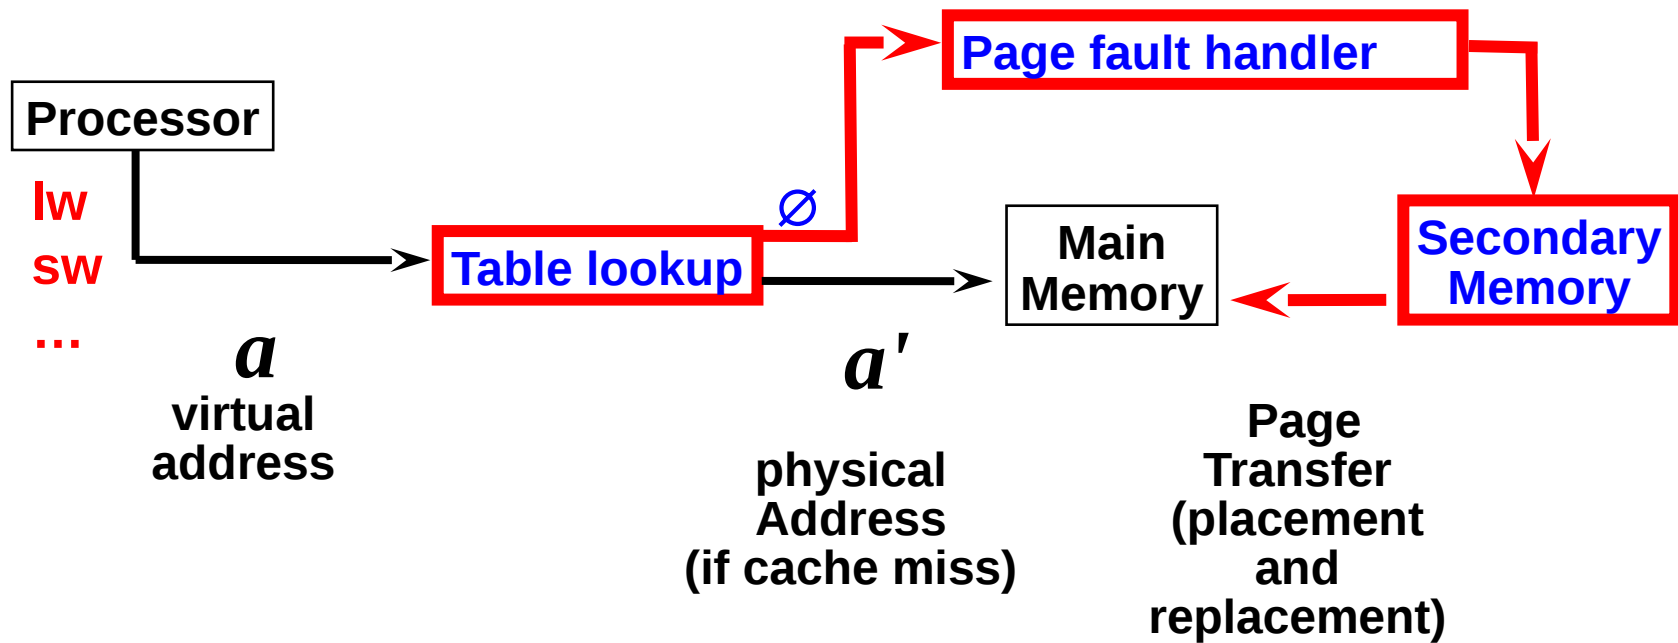 Page fault handler
Processor
lw
sw
…
∅
Table lookup
Main
Memory
Secondary
Memory
a
virtual
address
a'
physical
Address
(if cache miss)
Page
Transfer
(placement
and
replacement)